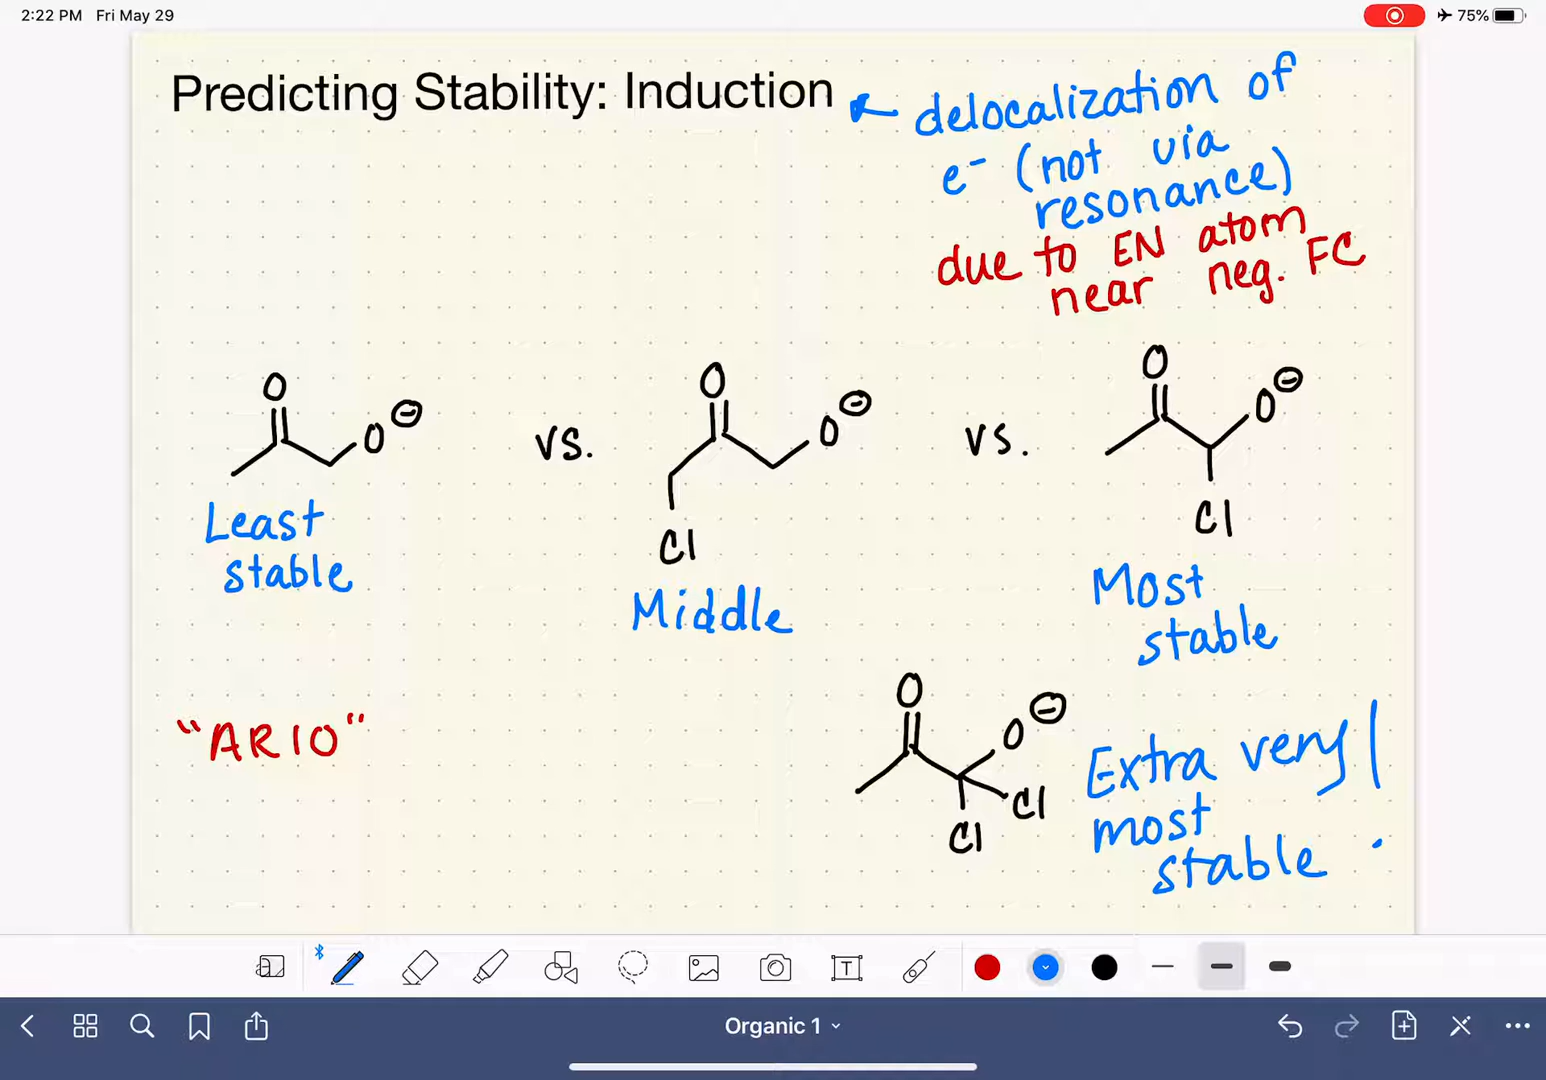 2:22 PM Fri May 29
75%
Predicting Stability: Induction
delocalization of
e⁻ (not via
resonance)
due to EN atom
near neg. FC
O
O ⊖
vs.
O
O ⊖
Cl
vs.
O
O ⊖
Cl
Least
stable
Middle
Most
stable
"ARIO"
O
O ⊖
Cl
Cl
Extra very !
most
stable
T
Organic 1